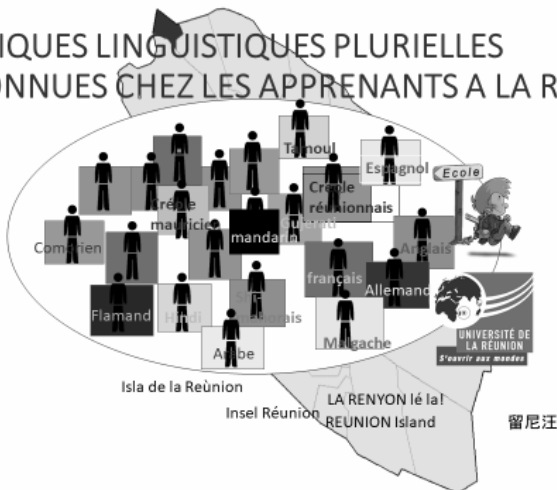 IQUES LINGUISTIQUES PLURIELLES
ONNUES CHEZ LES APPRENANTS A LA R
Tamoul
Espagnol
Ecole
Créole
mauricien
Créole
réunionnais
Gujerati
mandarin
Comorien
Anglais
français
Allemand
Flamand
Hindi
Shi-
mahorais
Arabe
Malgache
UNIVERSITÉ DE
LA RÉUNION
S'ouvrir aux mondes
Isla de la Reùnion
Insel Réunion
LA RENYON lé la!
REUNION Island
留尼汪